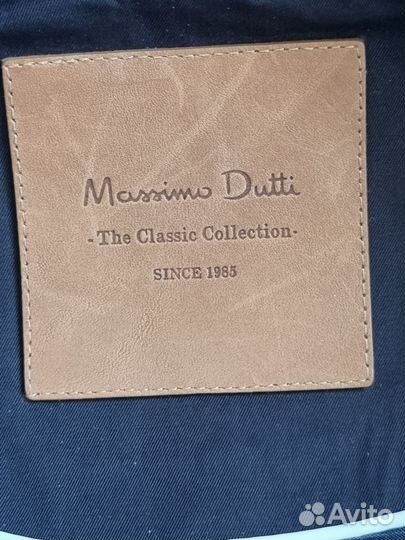 Massimo Dutti
-The Classic Collection-
SINCE 1985
Avito